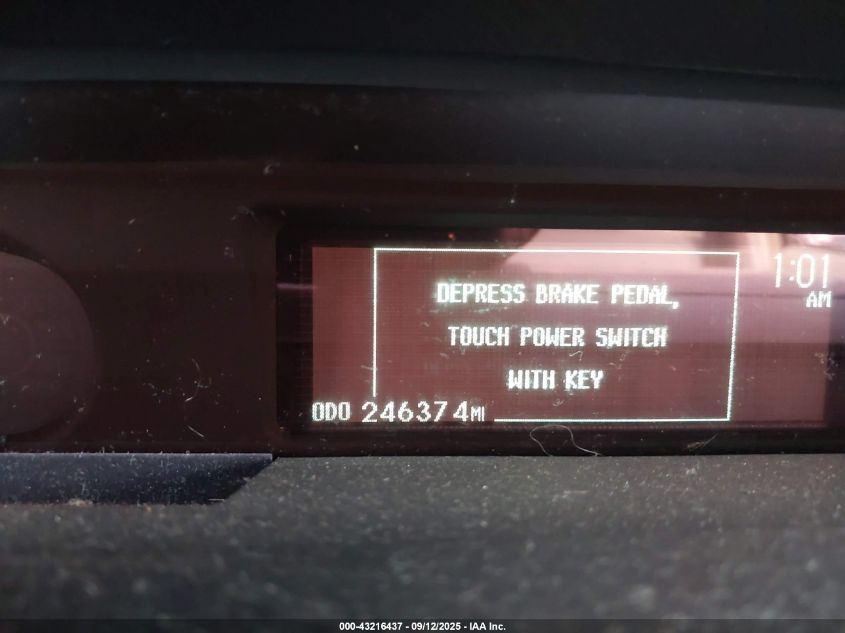 DEPRESS BRAKE PEDAL,
TOUCH POWER SWITCH
WITH KEY
1:01
AM
ODO 246374MI
000-43216437 - 09/12/2025 - IAA Inc.